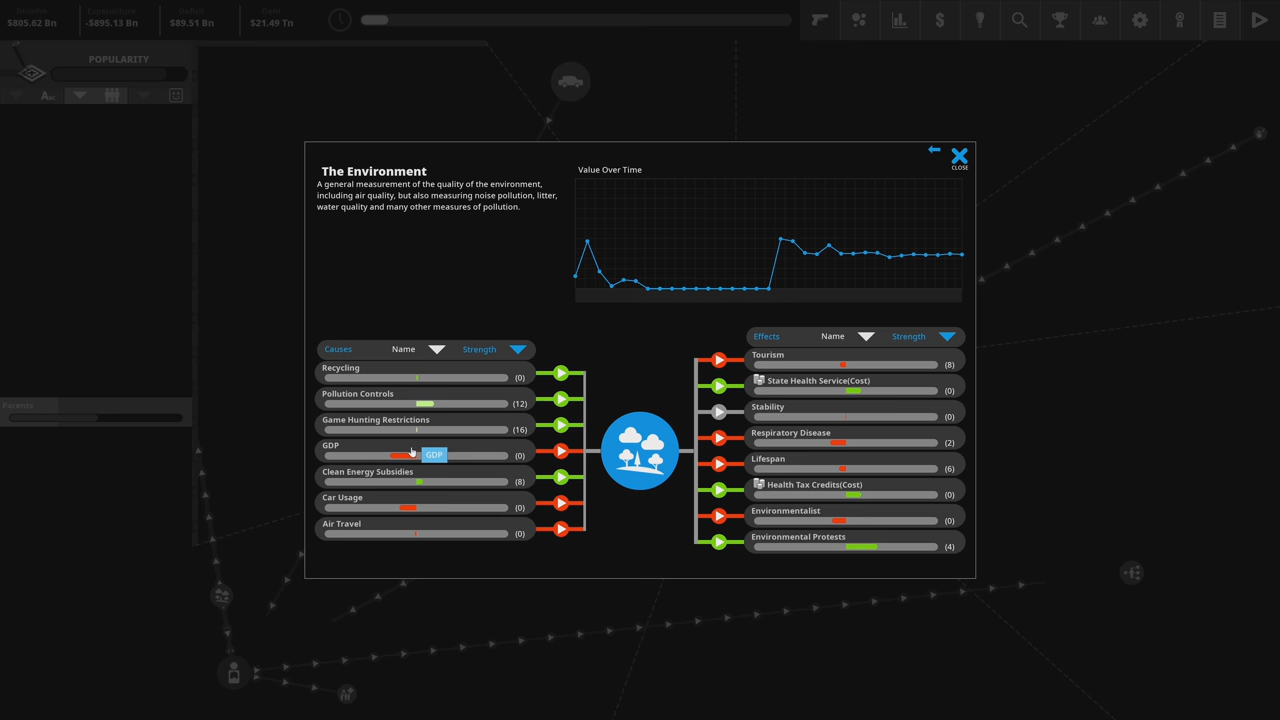 Income
Expenditure
Deficit
Debt
$805.62 Bn
-$895.13 Bn
$89.51 Bn
$21.49 Tn
POPULARITY
Parents
CLOSE
The Environment
A general measurement of the quality of the environment,
including air quality, but also measuring noise pollution, litter,
water quality and many other measures of pollution.
Value Over Time
Causes Name Strength
Recycling
(0)
Pollution Controls
(12)
Game Hunting Restrictions
(16)
GDP
(0)
GDP
Clean Energy Subsidies
(8)
Car Usage
(0)
Air Travel
(0)
Effects Name Strength
Tourism
(8)
State Health Service(Cost)
(0)
Stability
(0)
Respiratory Disease
(2)
Lifespan
(6)
Health Tax Credits(Cost)
(0)
Environmentalist
(0)
Environmental Protests
(4)